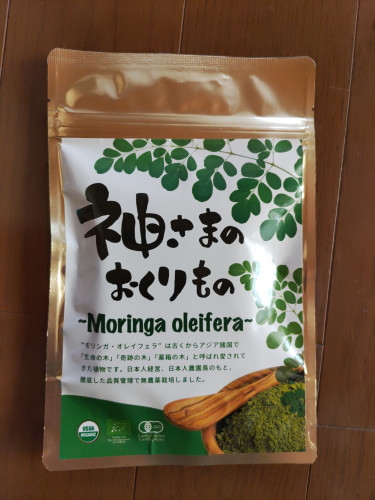 神さまの
おくりもの
~Moringa oleifera~
"モリンガ・オレイフェラ"は古くからアジア諸国で
「生命の木」「奇跡の木」「薬箱の木」と呼ばれ愛されて
きた植物です。日本人経営、日本人農園長のもと、
徹底した品質管理で無農薬栽培しました。
USDA
ORGANIC
JAS